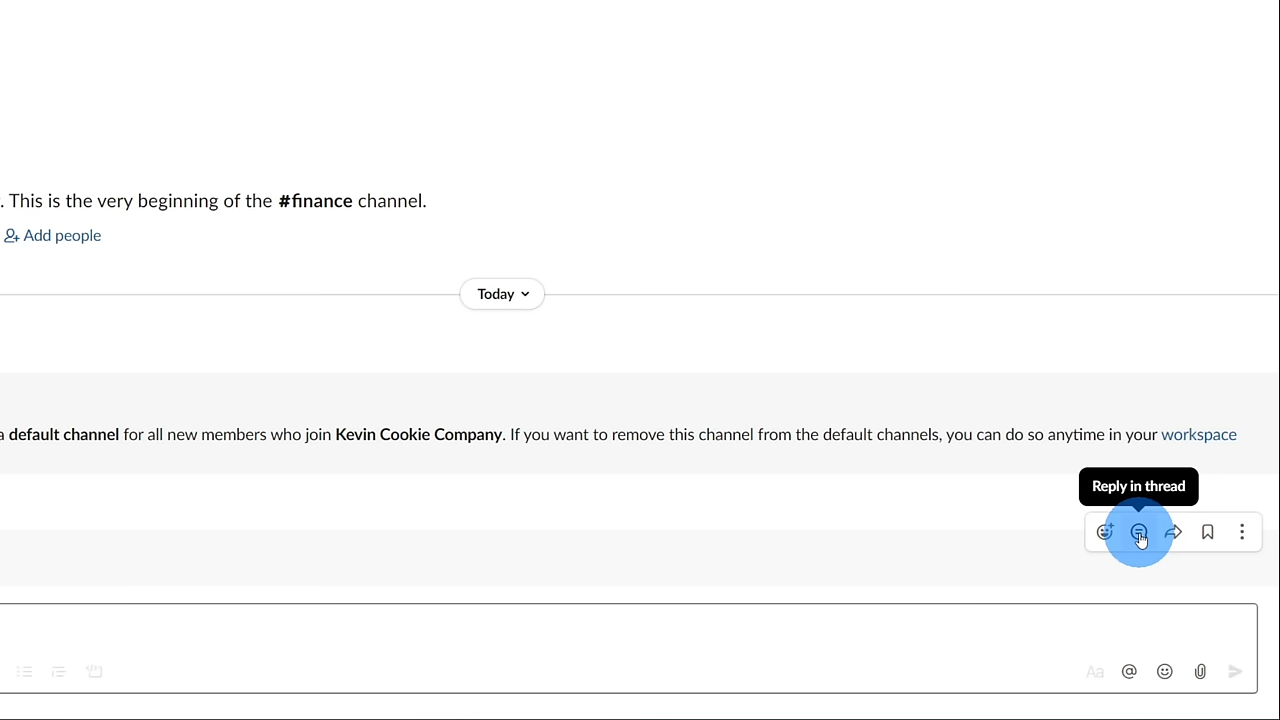 . This is the very beginning of the #finance channel.
Add people
Today
a default channel for all new members who join Kevin Cookie Company. If you want to remove this channel from the default channels, you can do so anytime in your workspace
Reply in thread
Aa @